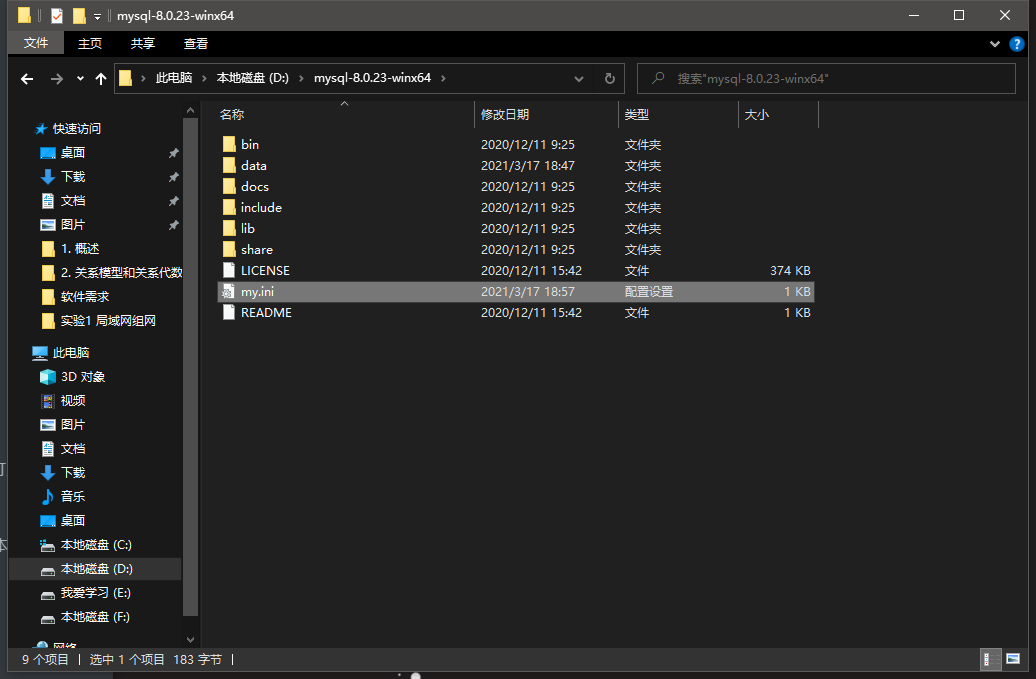 mysql-8.0.23-winx64
文件 主页 共享 查看
此电脑 本地磁盘 (D:) mysql-8.0.23-winx64 搜索"mysql-8.0.23-winx64"
名称 修改日期 类型 大小
快速访问
桌面
下载
文档
图片
1. 概述
2. 关系模型和关系代数
软件需求
实验1 局域网组网
此电脑
3D 对象
视频
图片
文档
下载
音乐
桌面
本地磁盘 (C:)
本地磁盘 (D:)
我爱学习 (E:)
本地磁盘 (F:)
网络
bin 2020/12/11 9:25 文件夹
data 2021/3/17 18:47 文件夹
docs 2020/12/11 9:25 文件夹
include 2020/12/11 9:25 文件夹
lib 2020/12/11 9:25 文件夹
share 2020/12/11 9:25 文件夹
LICENSE 2020/12/11 15:42 文件 374 KB
my.ini 2021/3/17 18:57 配置设置 1 KB
README 2020/12/11 15:42 文件 1 KB
9 个项目 选中 1 个项目 183 字节